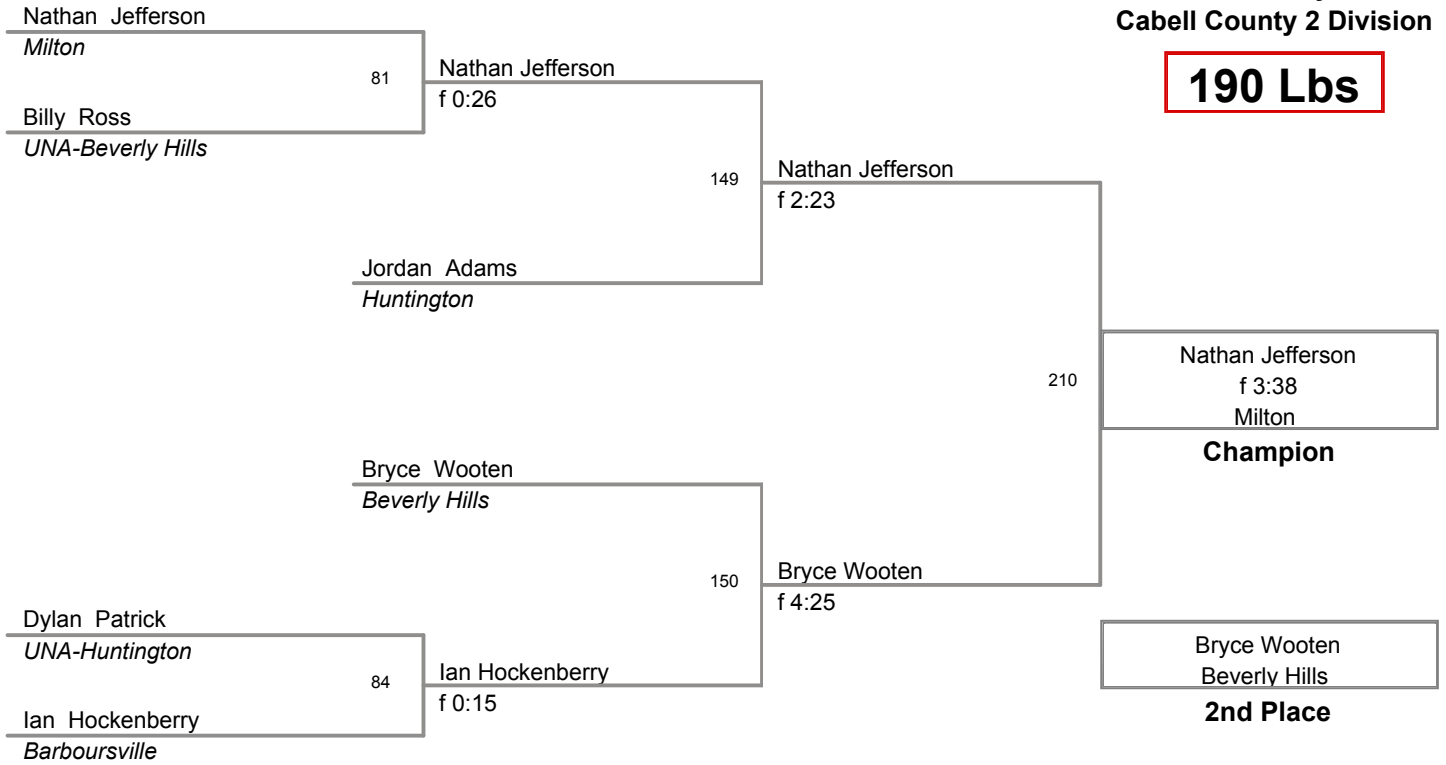 Cabell County 2 Division
190 Lbs
Nathan Jefferson
Milton
81
Nathan Jefferson
f 0:26
Billy Ross
UNA-Beverly Hills
149
Nathan Jefferson
f 2:23
Jordan Adams
Huntington
210
Nathan Jefferson
f 3:38
Milton
Champion
Bryce Wooten
Beverly Hills
150
Bryce Wooten
f 4:25
Dylan Patrick
UNA-Huntington
84
Ian Hockenberry
f 0:15
Ian Hockenberry
Barboursville
Bryce Wooten
Beverly Hills
2nd Place